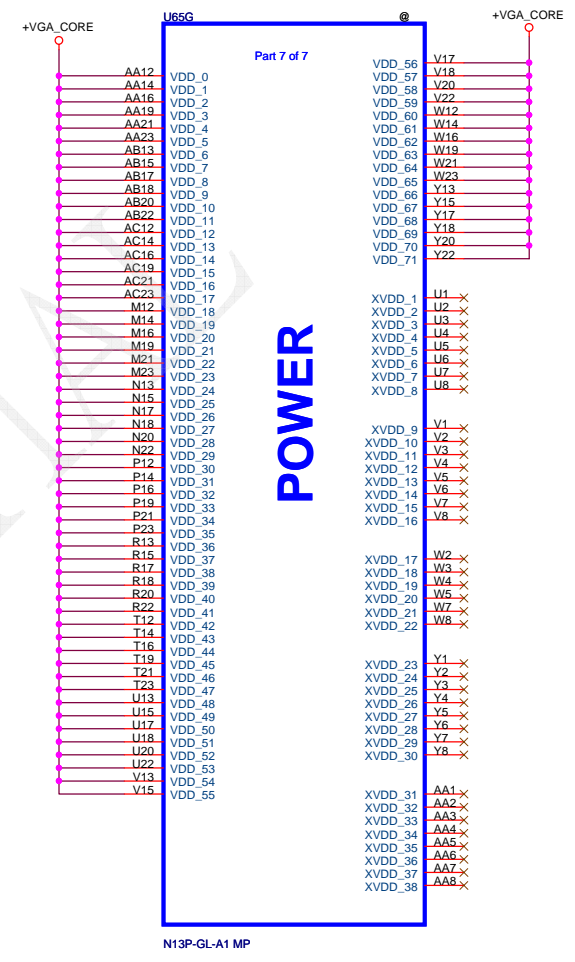 U65G @
+VGA_CORE +VGA_CORE
Part 7 of 7
AA12 VDD_0
AA14 VDD_1
AA16 VDD_2
AA19 VDD_3
AA21 VDD_4
AA23 VDD_5
AB13 VDD_6
AB15 VDD_7
AB17 VDD_8
AB18 VDD_9
AB20 VDD_10
AB22 VDD_11
AC12 VDD_12
AC14 VDD_13
AC16 VDD_14
AC19 VDD_15
AC21 VDD_16
AC23 VDD_17
M12 VDD_18
M14 VDD_19
M16 VDD_20
M19 VDD_21
M21 VDD_22
M23 VDD_23
N13 VDD_24
N15 VDD_25
N17 VDD_26
N18 VDD_27
N20 VDD_28
N22 VDD_29
P12 VDD_30
P14 VDD_31
P16 VDD_32
P19 VDD_33
P21 VDD_34
P23 VDD_35
R13 VDD_36
R15 VDD_37
R17 VDD_38
R18 VDD_39
R20 VDD_40
R22 VDD_41
T12 VDD_42
T14 VDD_43
T16 VDD_44
T19 VDD_45
T21 VDD_46
T23 VDD_47
U13 VDD_48
U15 VDD_49
U17 VDD_50
U18 VDD_51
U20 VDD_52
U22 VDD_53
V13 VDD_54
V15 VDD_55
POWER
VDD_56 V17
VDD_57 V18
VDD_58 V20
VDD_59 V22
VDD_60 W12
VDD_61 W14
VDD_62 W16
VDD_63 W19
VDD_64 W21
VDD_65 W23
VDD_66 Y13
VDD_67 Y15
VDD_68 Y17
VDD_69 Y18
VDD_70 Y20
VDD_71 Y22
XVDD_1 U1
XVDD_2 U2
XVDD_3 U3
XVDD_4 U4
XVDD_5 U5
XVDD_6 U6
XVDD_7 U7
XVDD_8 U8
XVDD_9 V1
XVDD_10 V2
XVDD_11 V3
XVDD_12 V4
XVDD_13 V5
XVDD_14 V6
XVDD_15 V7
XVDD_16 V8
XVDD_17 W2
XVDD_18 W3
XVDD_19 W4
XVDD_20 W5
XVDD_21 W7
XVDD_22 W8
XVDD_23 Y1
XVDD_24 Y2
XVDD_25 Y3
XVDD_26 Y4
XVDD_27 Y5
XVDD_28 Y6
XVDD_29 Y7
XVDD_30 Y8
XVDD_31 AA1
XVDD_32 AA2
XVDD_33 AA3
XVDD_34 AA4
XVDD_35 AA5
XVDD_36 AA6
XVDD_37 AA7
XVDD_38 AA8
N13P-GL-A1 MP